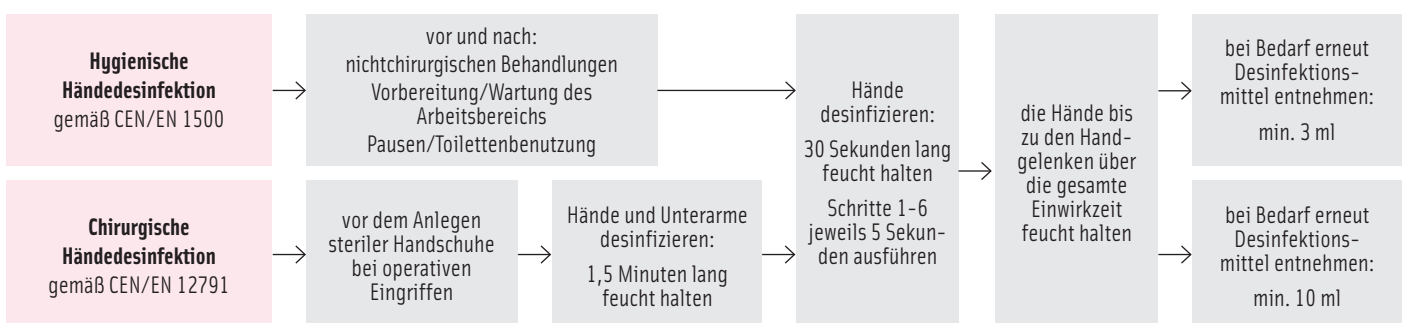 Hygienische
Händedesinfektion
gemäß CEN/EN 1500
vor und nach:
nichtchirurgischen Behandlungen
Vorbereitung/Wartung des
Arbeitsbereichs
Pausen/Toilettenbenutzung
Chirurgische
Händedesinfektion
gemäß CEN/EN 12791
vor dem Anlegen
steriler Handschuhe
bei operativen
Eingriffen
Hände und Unterarme
desinfizieren:
1,5 Minuten lang
feucht halten
Hände
desinfizieren:
30 Sekunden lang
feucht halten
Schritte 1-6
jeweils 5 Sekun-
den ausführen
die Hände bis
zu den Hand-
gelenken über
die gesamte
Einwirkzeit
feucht halten
bei Bedarf erneut
Desinfektions-
mittel entnehmen:
min. 3 ml
bei Bedarf erneut
Desinfektions-
mittel entnehmen:
min. 10 ml